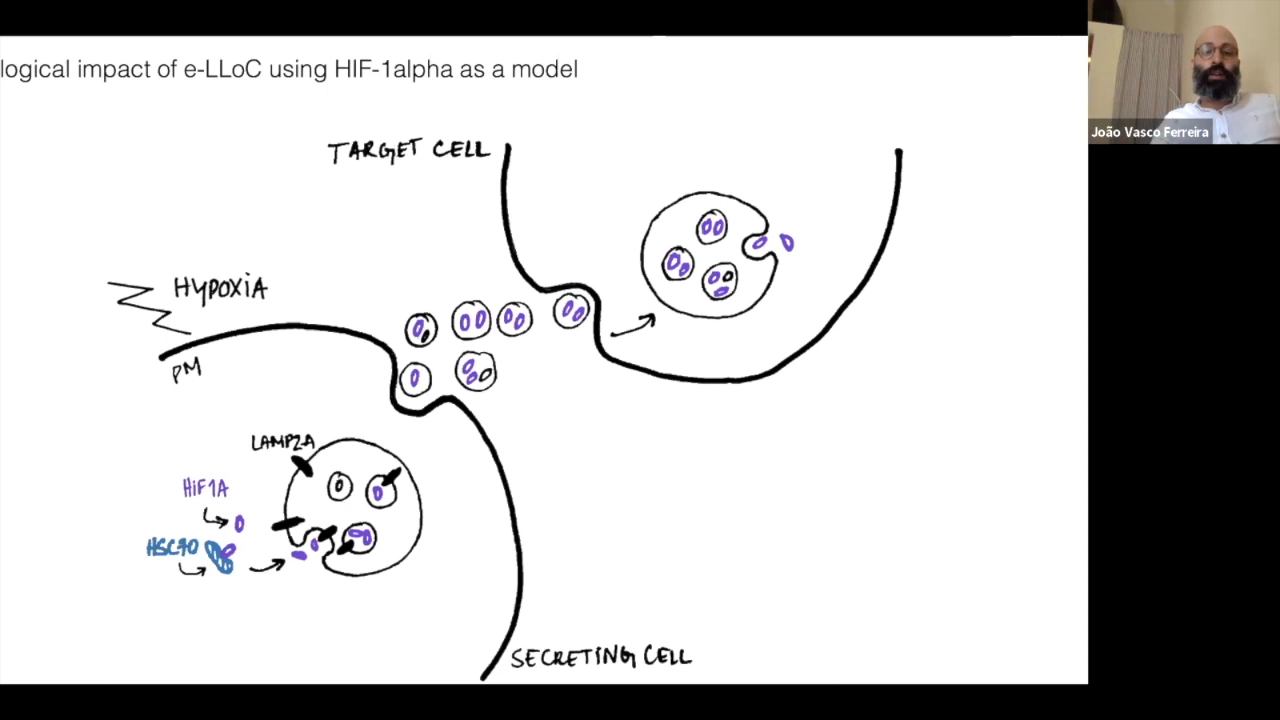 logical impact of e-LLoC using HIF-1alpha as a model
João Vasco Ferreira
TARGET CELL
HYPOXIA
PM
LAMP2A
HiF1A
HSC70
SECRETING CELL